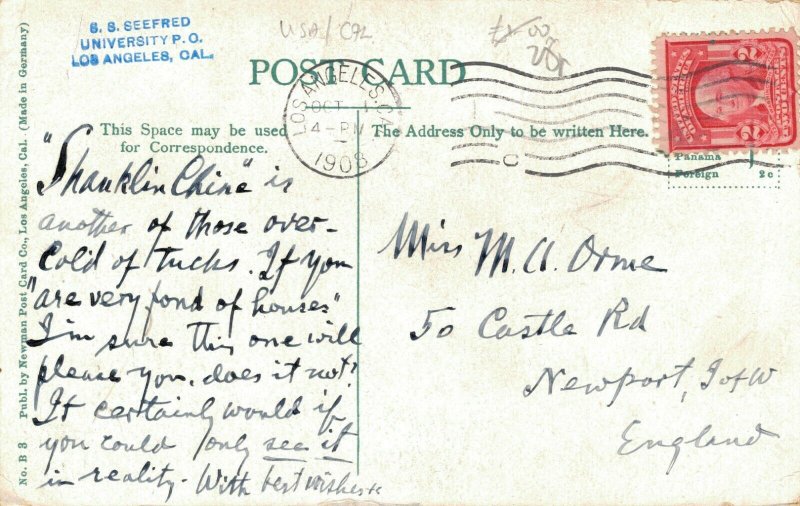 S. S. SEEFRED
UNIVERSITY P. O.
LOS ANGELES, CAL.
USA/CAL
POST CARD
LOS ANGELES, CA
OCT 1
4-PM
1908
C
2 2
Panama
Foreign 2c
This Space may be used
for Correspondence.
The Address Only to be written Here.
"Shanklin Chine" is
another of those over-
cold of Tucks. If you
"are very fond of houses"
I'm sure this one will
please you, does it not?
It certainly would if
you could only see it
in reality. With best wishes
Miss M. A. Orme
50 Castle Rd
Newport, I of W
England
No. B 3 Publ. by Newman Post Card Co., Los Angeles, Cal. (Made in Germany)